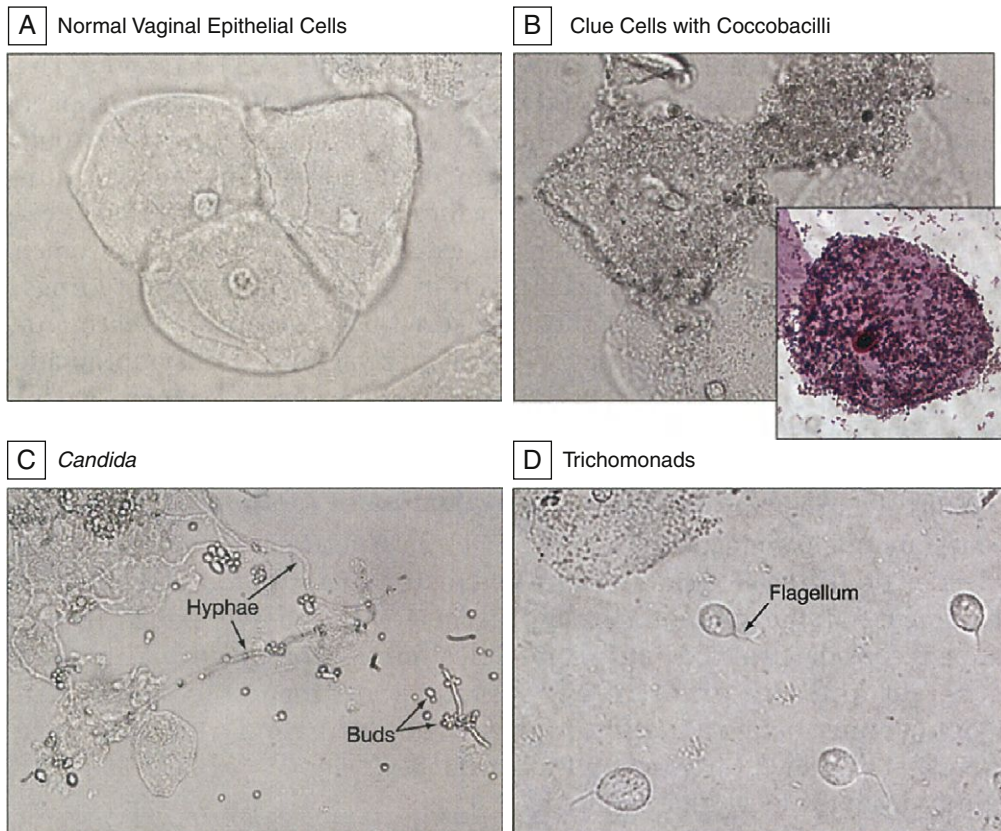 A Normal Vaginal Epithelial Cells
B Clue Cells with Coccobacilli
C Candida
Hyphae
Buds
D Trichomonads
Flagellum